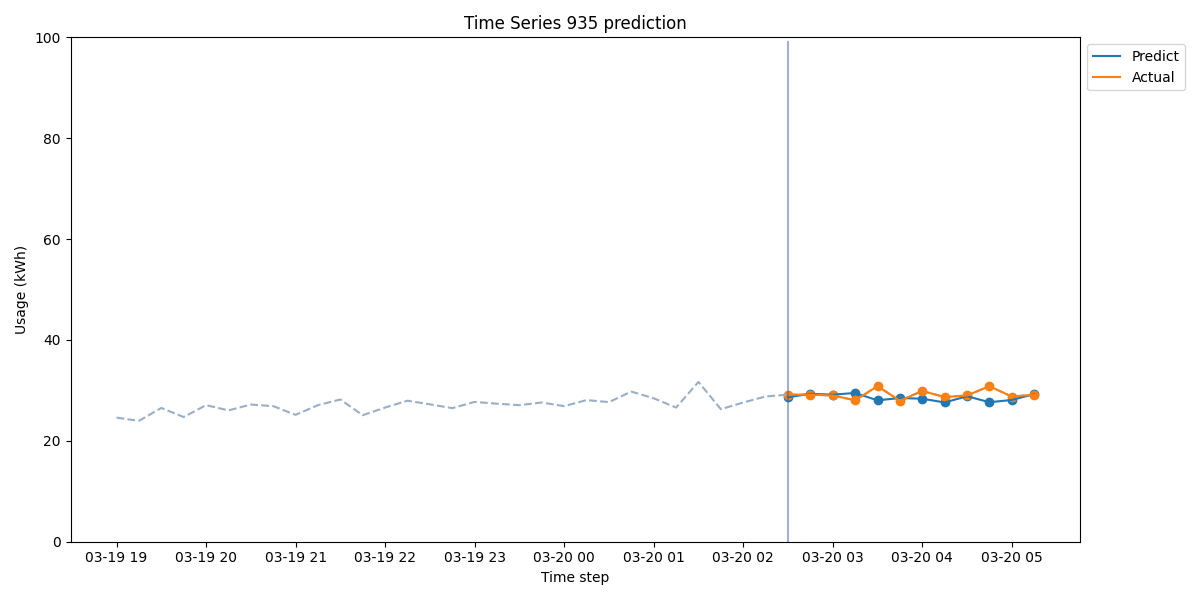 Time Series 935 prediction
Predict
Actual
Usage (kWh)
100
80
60
40
20
0
03-19 19 03-19 20 03-19 21 03-19 22 03-19 23 03-20 00 03-20 01 03-20 02 03-20 03 03-20 04 03-20 05
Time step